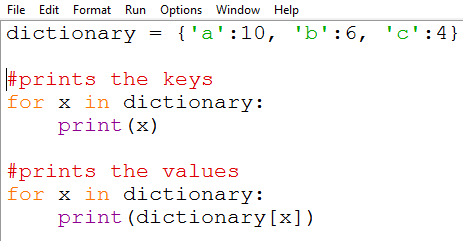 File Edit Format Run Options Window Help
dictionary = {'a':10, 'b':6, 'c':4}
#prints the keys
for x in dictionary:
    print(x)
#prints the values
for x in dictionary:
    print(dictionary[x])